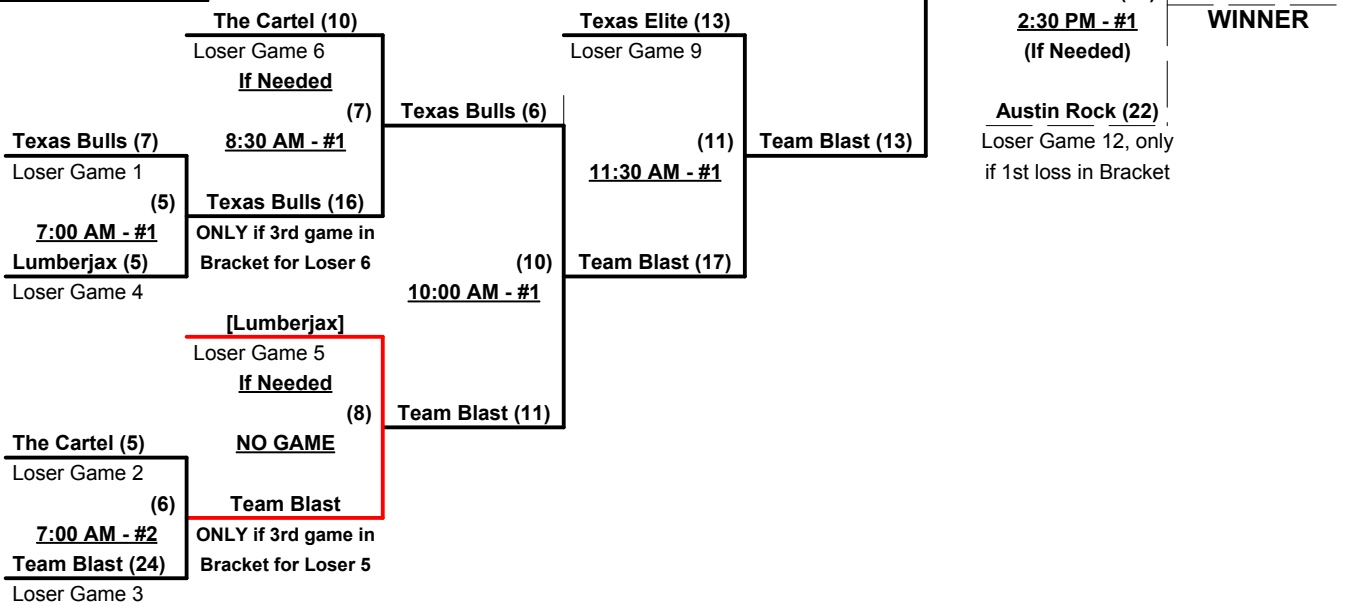 The Cartel (10)
Loser Game 6
If Needed
(7)
8:30 AM - #1
Texas Bulls (7)
Loser Game 1
(5)
7:00 AM - #1
Lumberjax (5)
Loser Game 4
Texas Bulls (16)
ONLY if 3rd game in
Bracket for Loser 6
[Lumberjax]
Loser Game 5
If Needed
(8)
NO GAME
The Cartel (5)
Loser Game 2
(6)
7:00 AM - #2
Team Blast (24)
Loser Game 3
Team Blast
ONLY if 3rd game in
Bracket for Loser 5
Texas Bulls (6)
(10)
10:00 AM - #1
Team Blast (11)
Texas Elite (13)
Loser Game 9
(11)
11:30 AM - #1
Team Blast (17)
Team Blast (13)
2:30 PM - #1
(If Needed)
WINNER
Austin Rock (22)
Loser Game 12, only
if 1st loss in Bracket